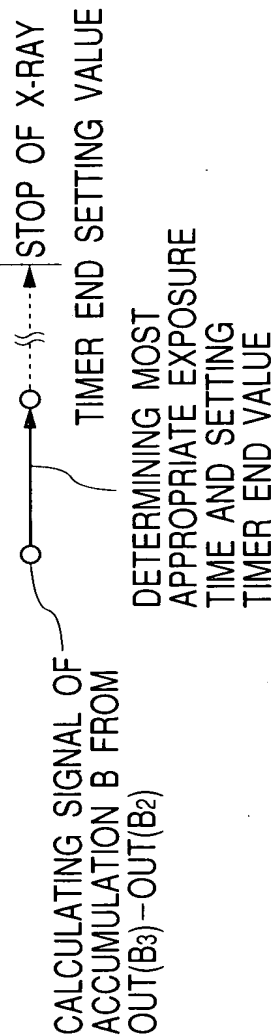 CALCULATING SIGNAL OF
ACCUMULATION B FROM
OUT(B3)−OUT(B2)
DETERMINING MOST
APPROPRIATE EXPOSURE
TIME AND SETTING
TIMER END VALUE
STOP OF X-RAY
TIMER END SETTING VALUE